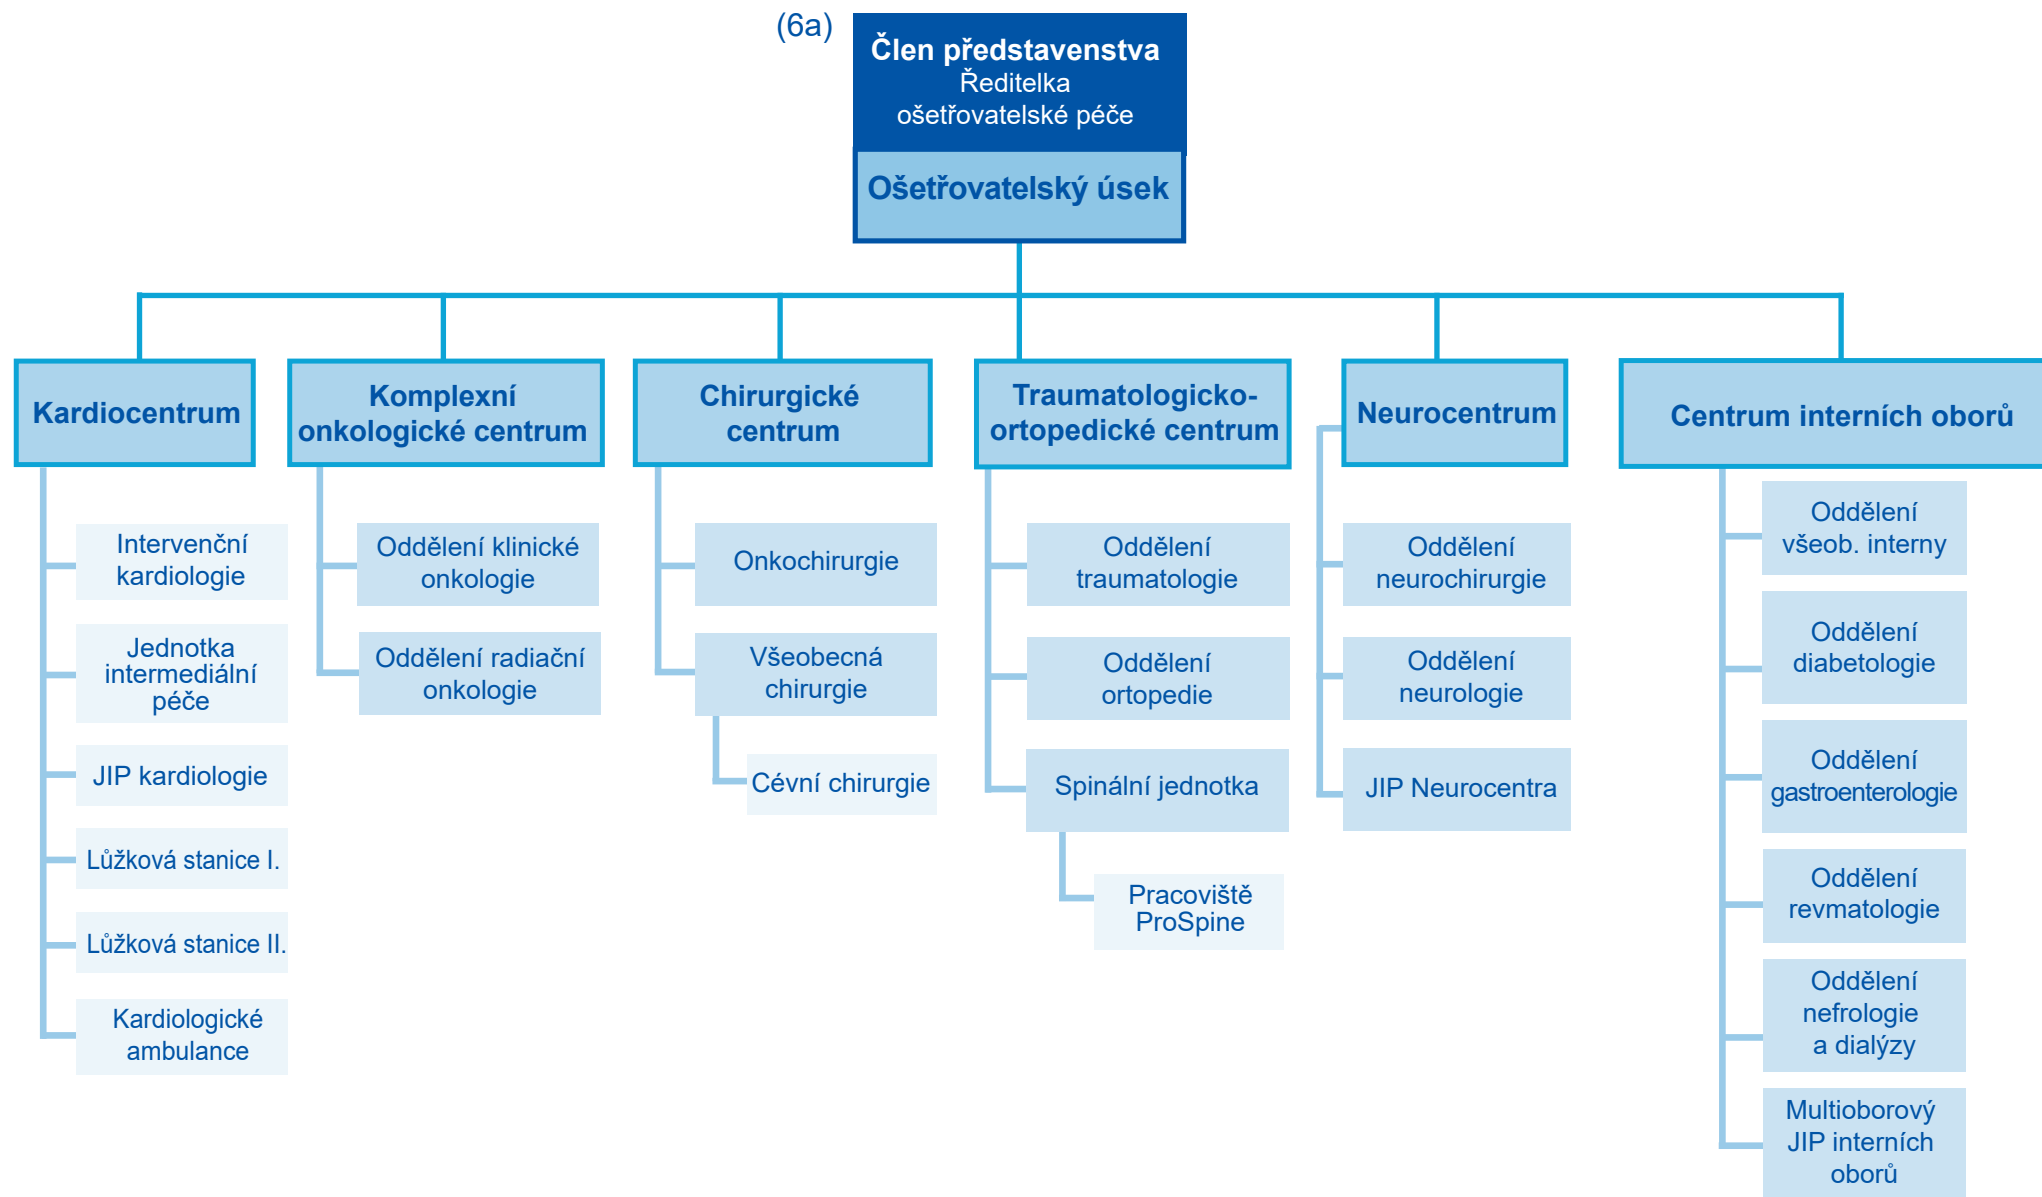 (6a)
Člen představenstva
Ředitelka
ošetřovatelské péče
Ošetřovatelský úsek
Kardiocentrum
Intervenční
kardiologie
Jednotka
intermediální
péče
JIP kardiologie
Lůžková stanice I.
Lůžková stanice II.
Kardiologické
ambulance
Komplexní
onkologické centrum
Oddělení klinické
onkologie
Oddělení radiační
onkologie
Chirurgické
centrum
Onkochirurgie
Všeobecná
chirurgie
Cévní chirurgie
Traumatologicko-
ortopedické centrum
Oddělení
traumatologie
Oddělení
ortopedie
Spinální jednotka
Pracoviště
ProSpine
Neurocentrum
Oddělení
neurochirurgie
Oddělení
neurologie
JIP Neurocentra
Centrum interních oborů
Oddělení
všeob. interny
Oddělení
diabetologie
Oddělení
gastroenterologie
Oddělení
revmatologie
Oddělení
nefrologie
a dialýzy
Multioborový
JIP interních
oborů